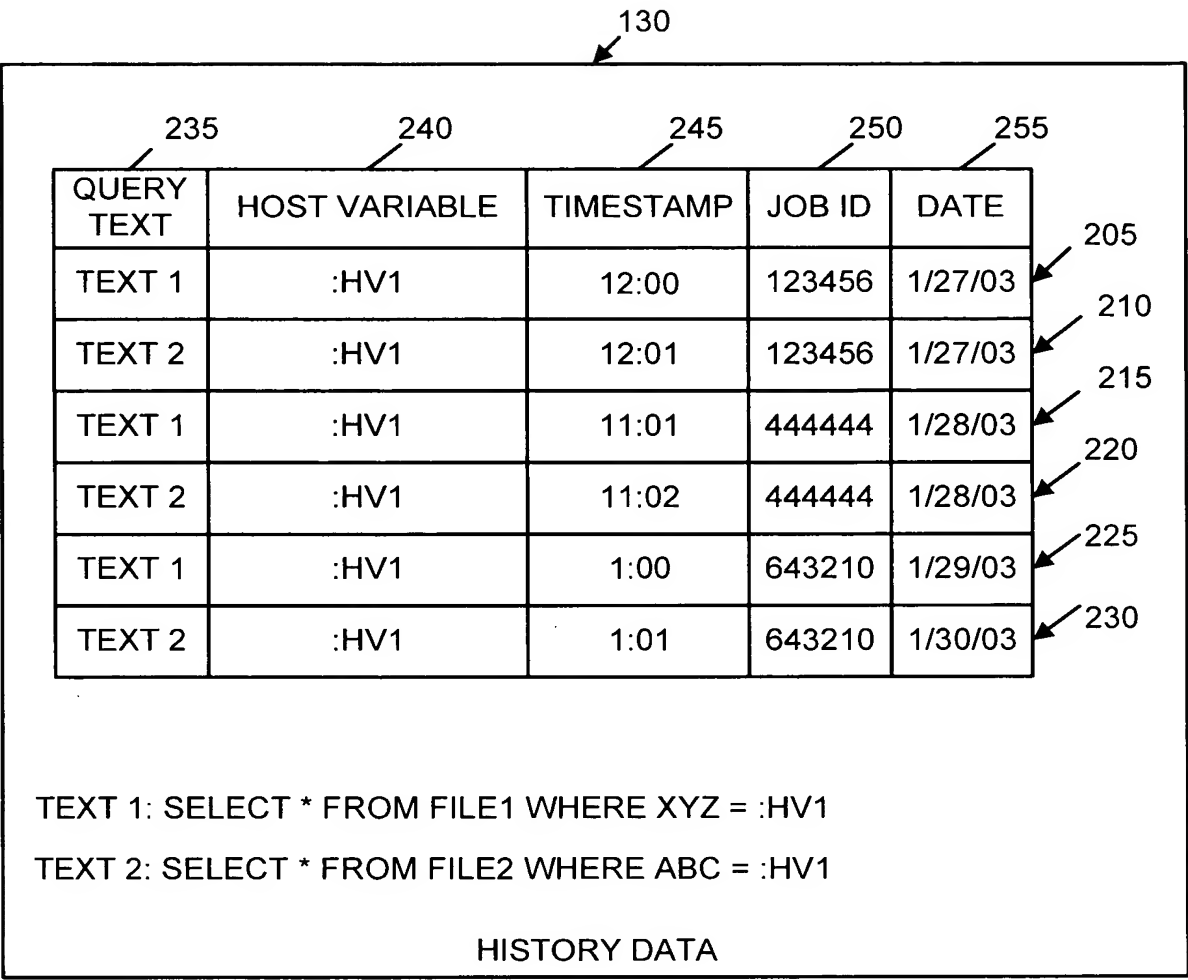 130
235 240 245 250 255
QUERY TEXT HOST VARIABLE TIMESTAMP JOB ID DATE
205
TEXT 1 :HV1 12:00 123456 1/27/03
210
TEXT 2 :HV1 12:01 123456 1/27/03
215
TEXT 1 :HV1 11:01 444444 1/28/03
220
TEXT 2 :HV1 11:02 444444 1/28/03
225
TEXT 1 :HV1 1:00 643210 1/29/03
230
TEXT 2 :HV1 1:01 643210 1/30/03
TEXT 1: SELECT * FROM FILE1 WHERE XYZ = :HV1
TEXT 2: SELECT * FROM FILE2 WHERE ABC = :HV1
HISTORY DATA